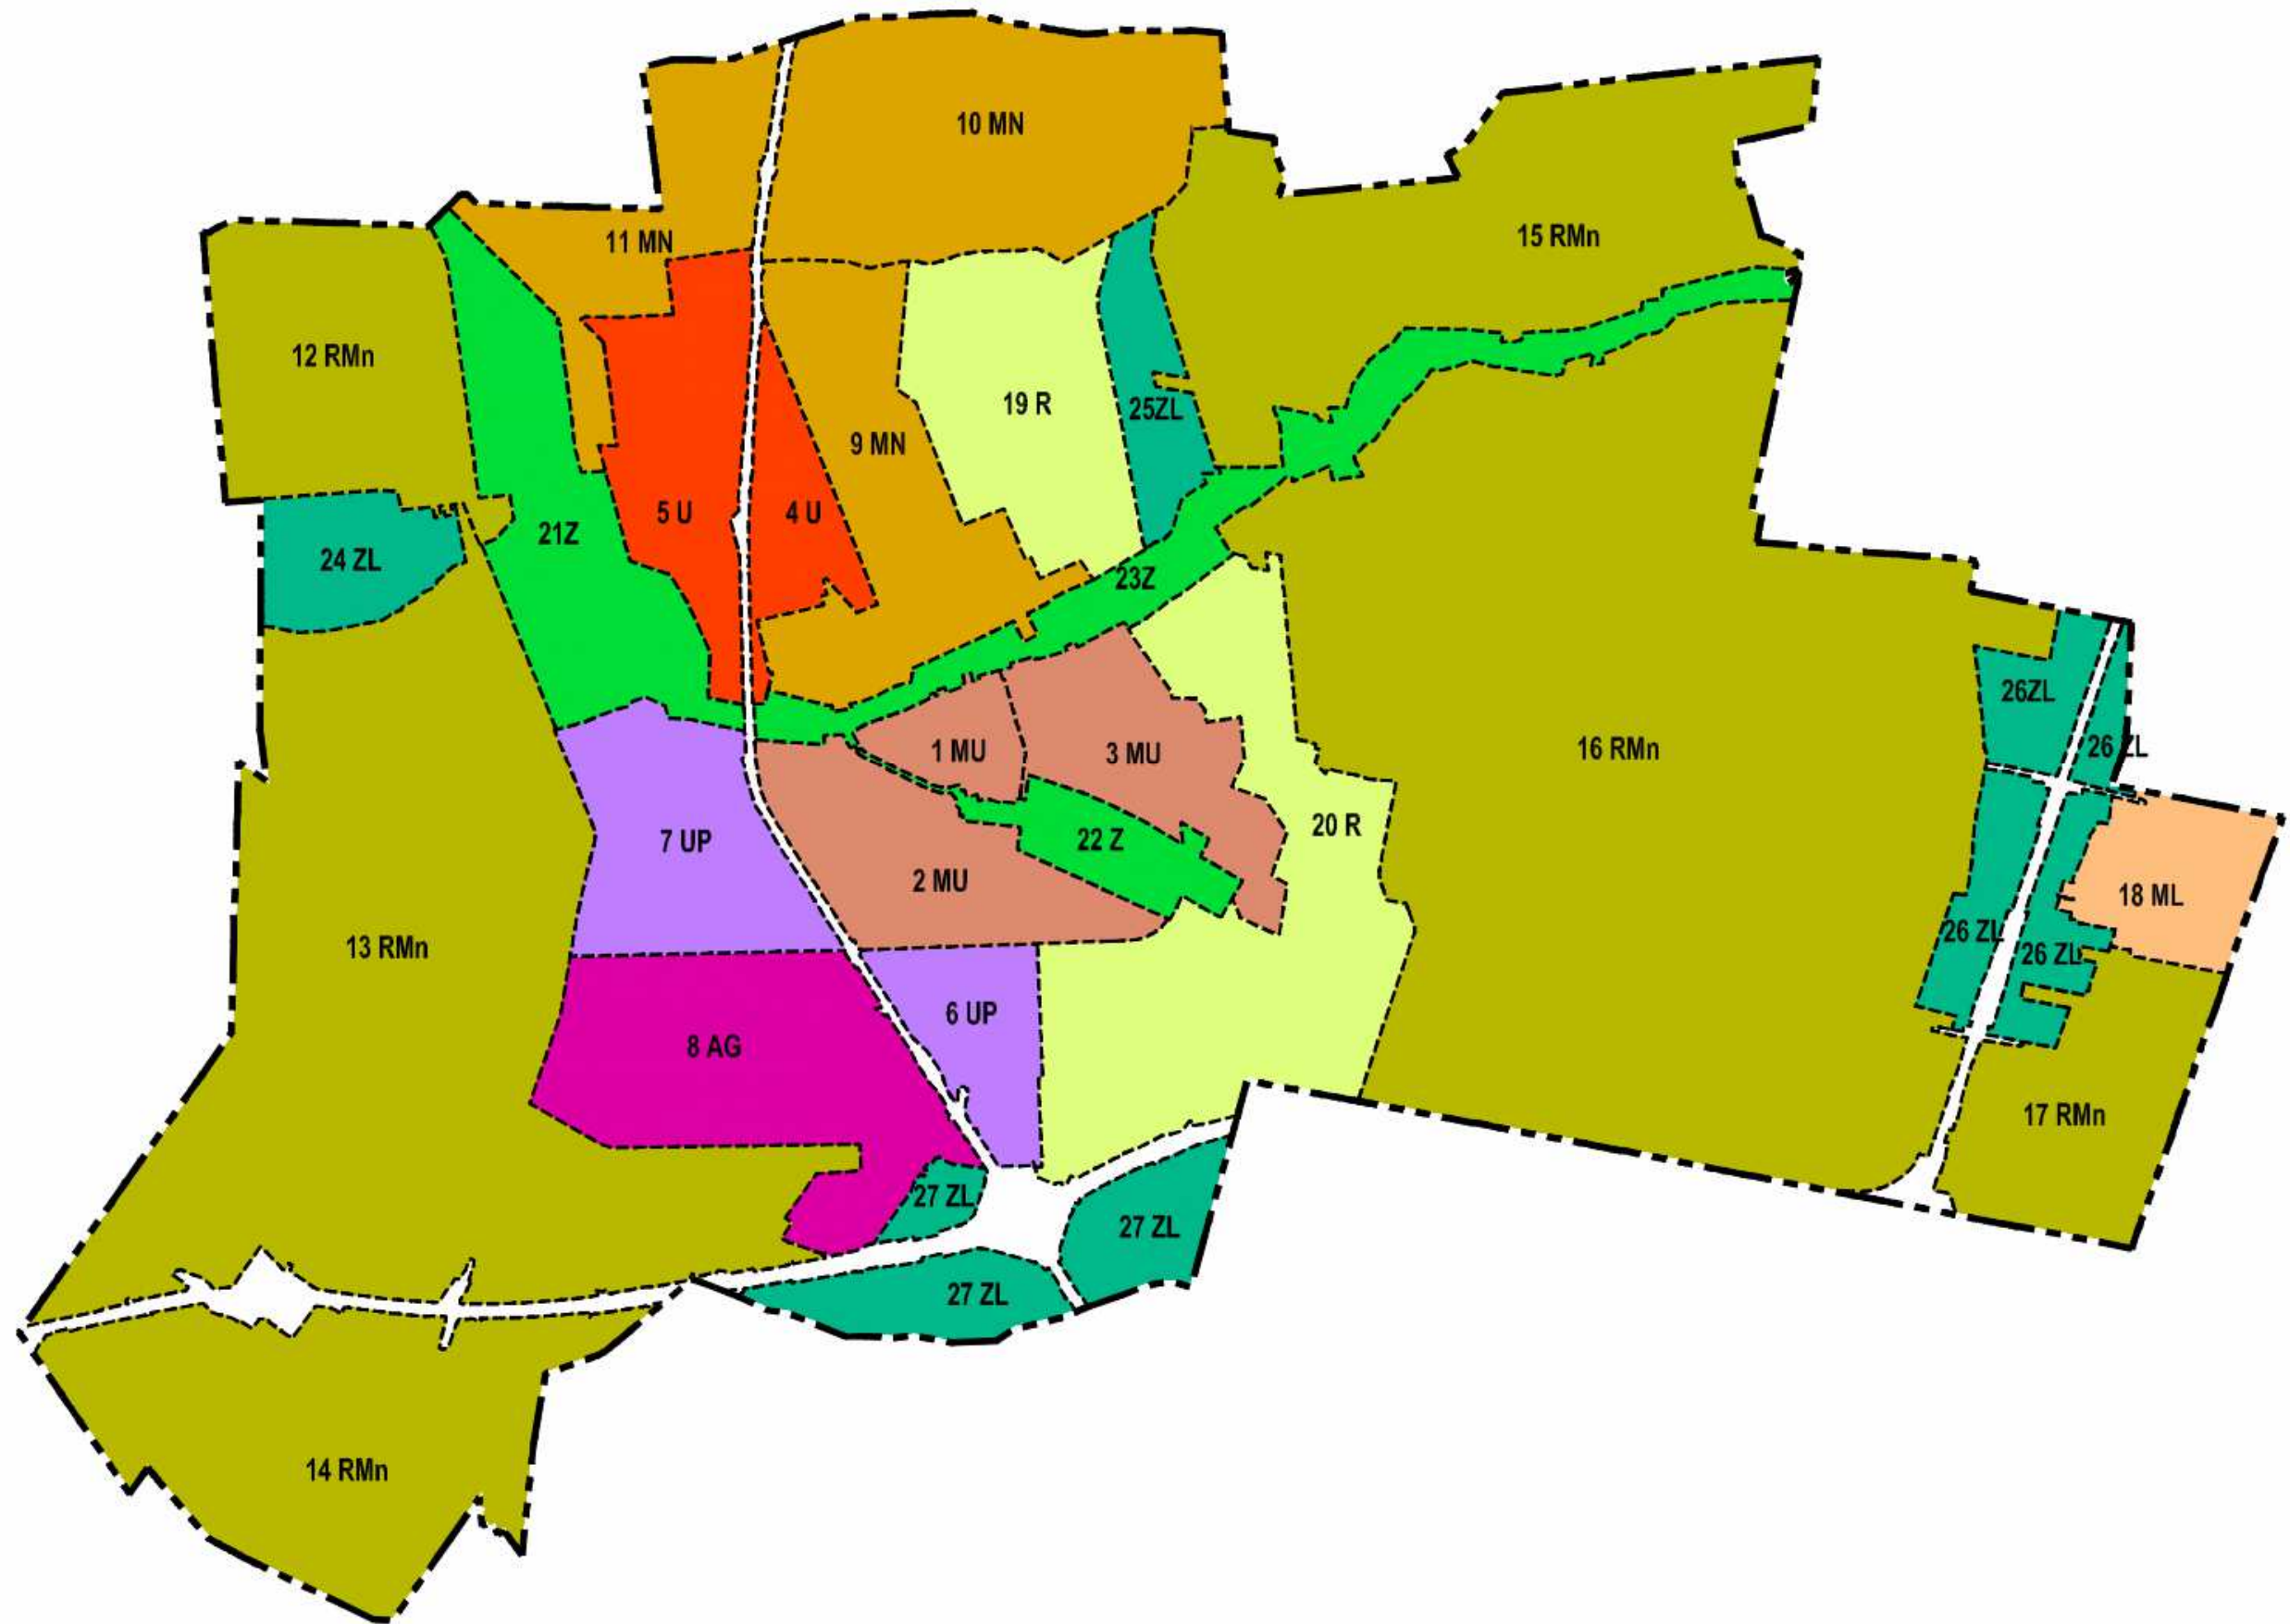 10 MN
15 RMn
11 MN
12 RMn
19 R
25ZL
9 MN
5 U
4 U
21Z
24 ZL
23Z
26ZL
26 ZL
1 MU
3 MU
16 RMn
7 UP
22 Z
20 R
2 MU
18 ML
13 RMn
26 ZL
26 ZL
6 UP
8 AG
17 RMn
27 ZL
27 ZL
27 ZL
14 RMn